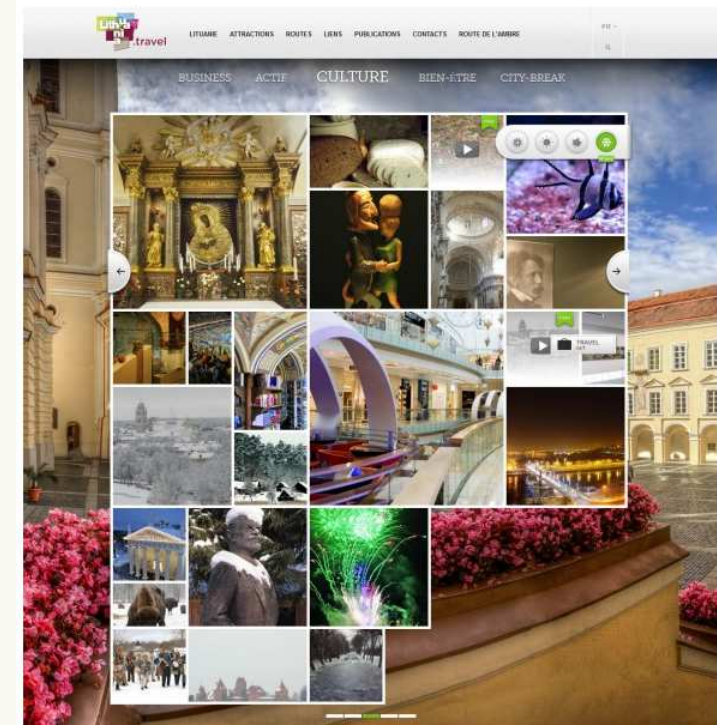 Lithuania
.travel
LITUANIE ATTRACTIONS ROUTES LIENS PUBLICATIONS CONTACTS ROUTE DE L'AMBRE
BUSINESS ACTIF CULTURE BIEN-ÊTRE CITY-BREAK
TRAVEL